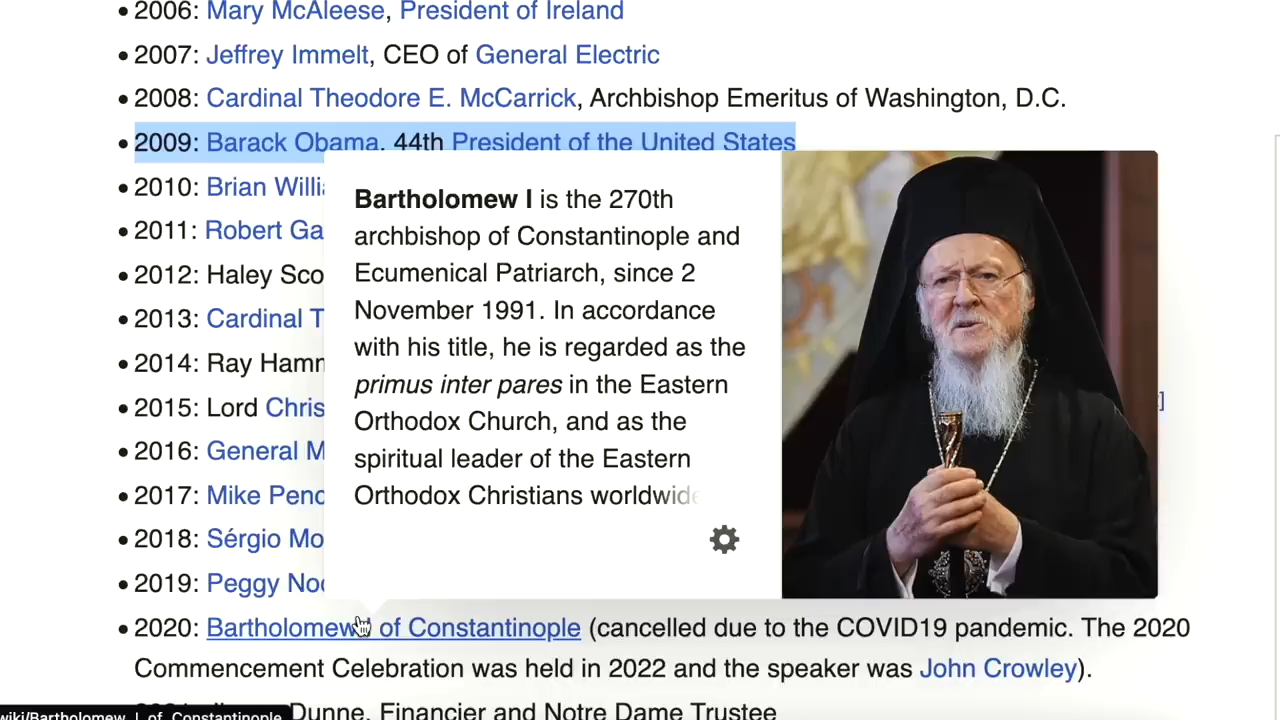 • 2006: Mary McAleese, President of Ireland
• 2007: Jeffrey Immelt, CEO of General Electric
• 2008: Cardinal Theodore E. McCarrick, Archbishop Emeritus of Washington, D.C.
• 2009: Barack Obama, 44th President of the United States
• 2010: Brian Willi
• 2011: Robert Ga
• 2012: Haley Sco
• 2013: Cardinal T
• 2014: Ray Hamm
• 2015: Lord Chris
]
• 2016: General M
• 2017: Mike Penc
• 2018: Sérgio Mo
• 2019: Peggy Noo
Bartholomew I is the 270th
archbishop of Constantinople and
Ecumenical Patriarch, since 2
November 1991. In accordance
with his title, he is regarded as the
primus inter pares in the Eastern
Orthodox Church, and as the
spiritual leader of the Eastern
Orthodox Christians worldwide
• 2020: Bartholomew I of Constantinople (cancelled due to the COVID19 pandemic. The 2020
Commencement Celebration was held in 2022 and the speaker was John Crowley).
Dunne, Financier and Notre Dame Trustee
wiki/Bartholomew_I_of_Constantinople